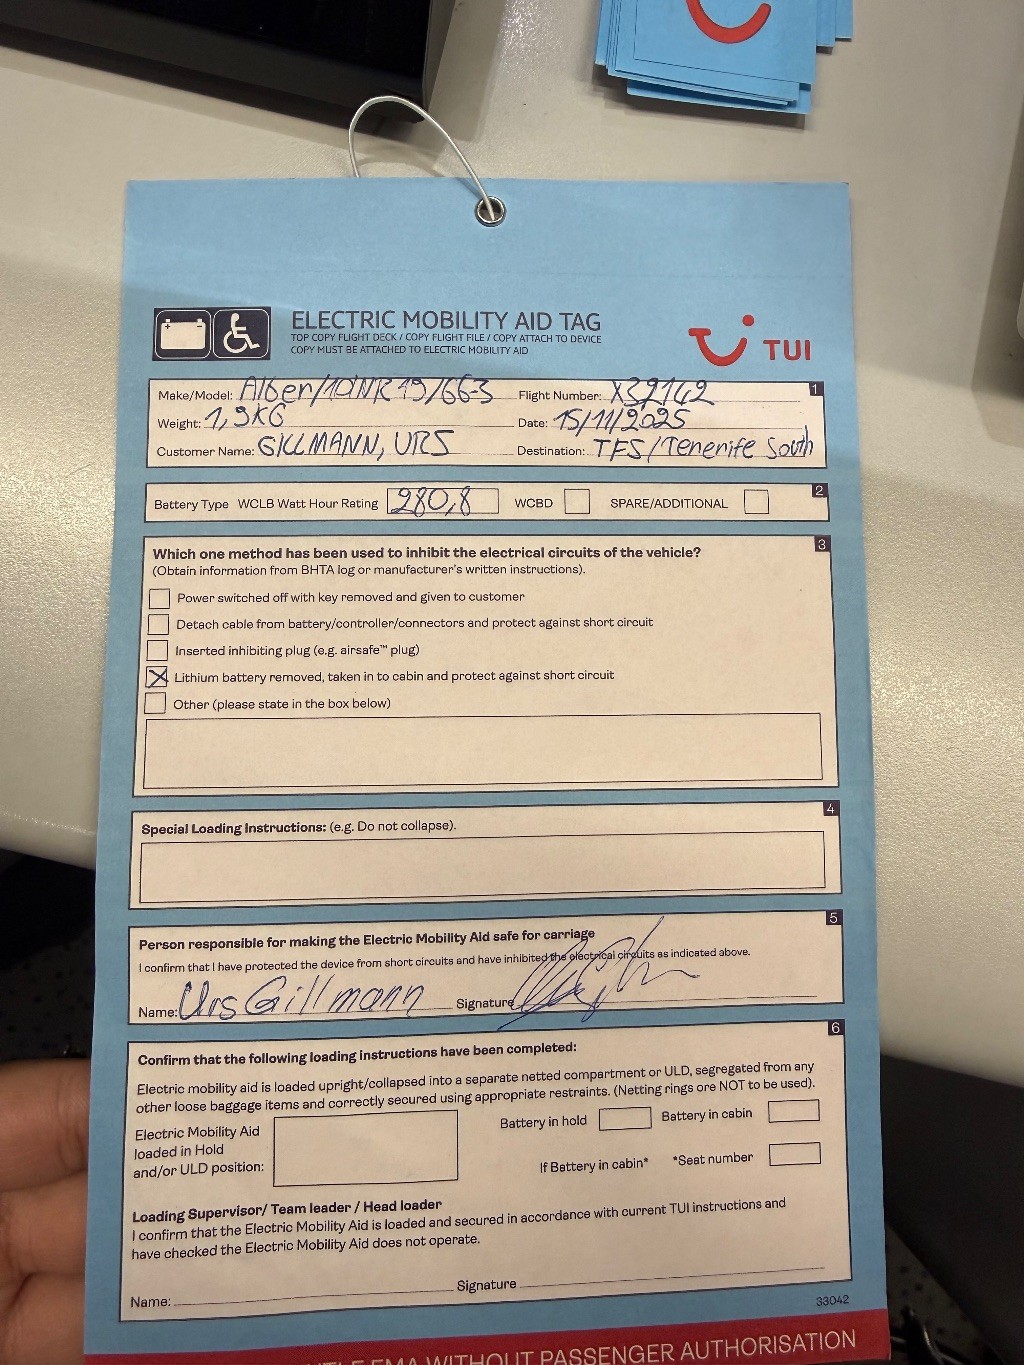 ELECTRIC MOBILITY AID TAG
TOP COPY FLIGHT DECK / COPY FLIGHT FILE / COPY ATTACH TO DEVICE
COPY MUST BE ATTACHED TO ELECTRIC MOBILITY AID
TUI
1
Make/Model: Alber/10INR19/66-3 Flight Number: X32142
Weight: 1,9KG Date: 15/11/2025
Customer Name: GILLMANN, URS Destination: TFS/Tenerife South
2
Battery Type WCLB Watt Hour Rating 280,8 WCBD SPARE/ADDITIONAL
3
Which one method has been used to inhibit the electrical circuits of the vehicle?
(Obtain information from BHTA log or manufacturer's written instructions).
Power switched off with key removed and given to customer
Detach cable from battery/controller/connectors and protect against short circuit
Inserted inhibiting plug (e.g. airsafe™ plug)
X Lithium battery removed, taken in to cabin and protect against short circuit
Other (please state in the box below)
4
Special Loading Instructions: (e.g. Do not collapse).
5
Person responsible for making the Electric Mobility Aid safe for carriage
I confirm that I have protected the device from short circuits and have inhibited the electrical circuits as indicated above.
Name: Urs Gillmann Signature
6
Confirm that the following loading instructions have been completed:
Electric mobility aid is loaded upright/collapsed into a separate netted compartment or ULD, segregated from any
other loose baggage items and correctly secured using appropriate restraints. (Netting rings are NOT to be used).
Electric Mobility Aid
loaded in Hold
and/or ULD position:
Battery in hold Battery in cabin
If Battery in cabin* *Seat number
Loading Supervisor/ Team leader / Head loader
I confirm that the Electric Mobility Aid is loaded and secured in accordance with current TUI instructions and
have checked the Electric Mobility Aid does not operate.
Name: Signature
33042
EMA WITHOUT PASSENGER AUTHORISATION